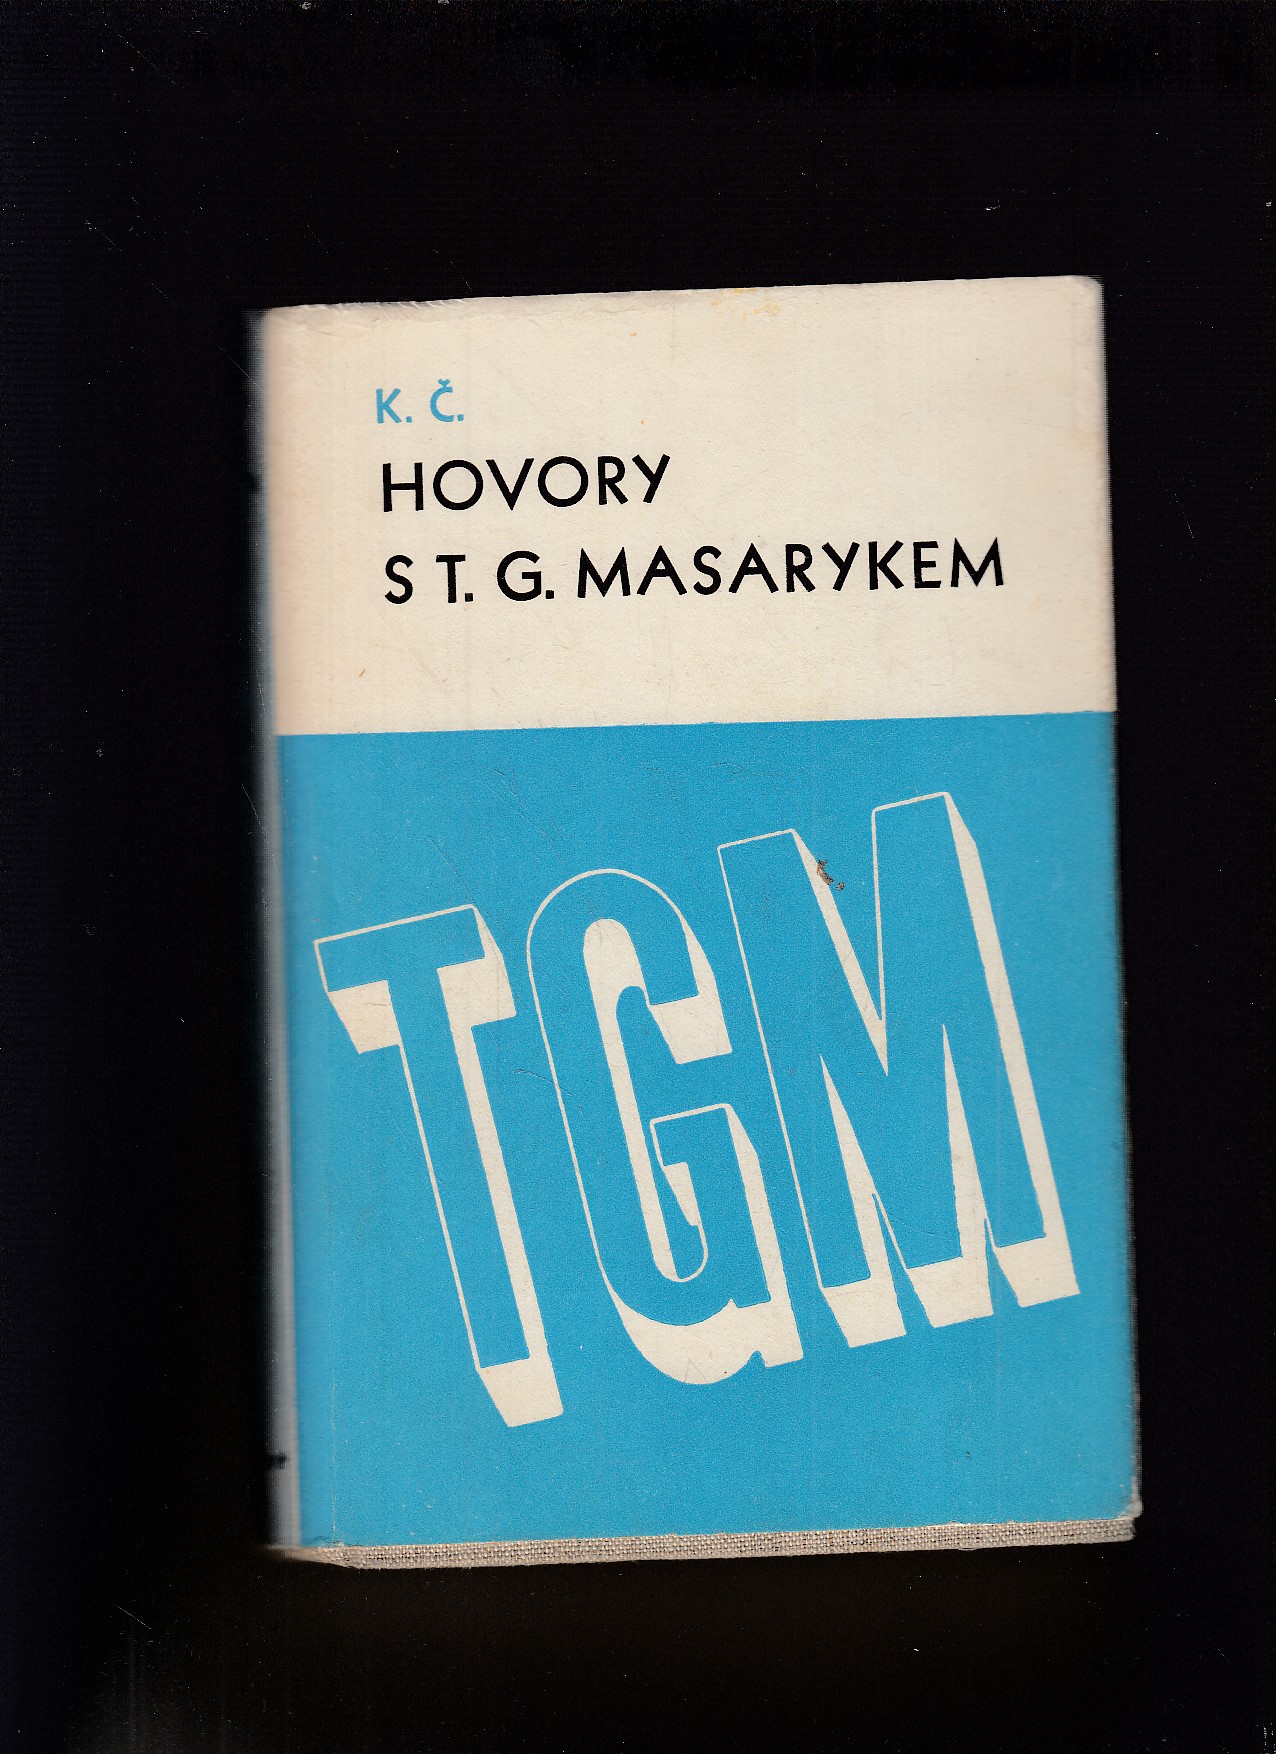 K. Č.
HOVORY
S T. G. MASARYKEM
TGM